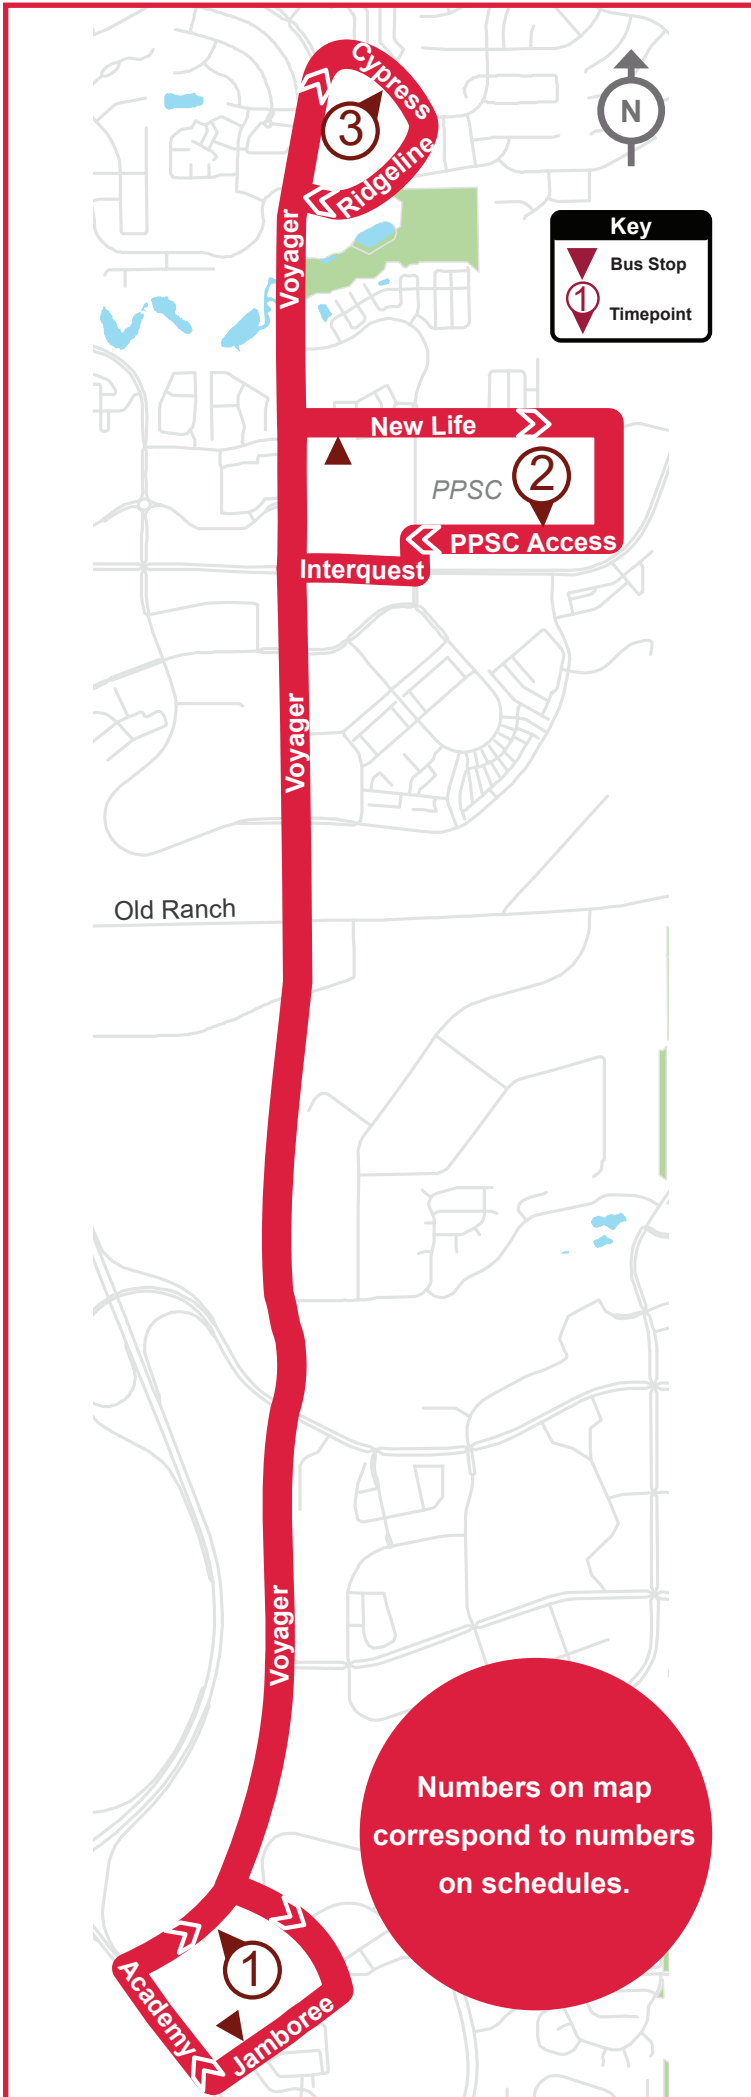 Cypress
3
Ridgeline
N
Voyager
Key
Bus Stop
1
Timepoint
New Life
2
PPSC
PPSC Access
Interquest
Voyager
Old Ranch
Voyager
Numbers on map
correspond to numbers
on schedules.
1
Academy
Jamboree